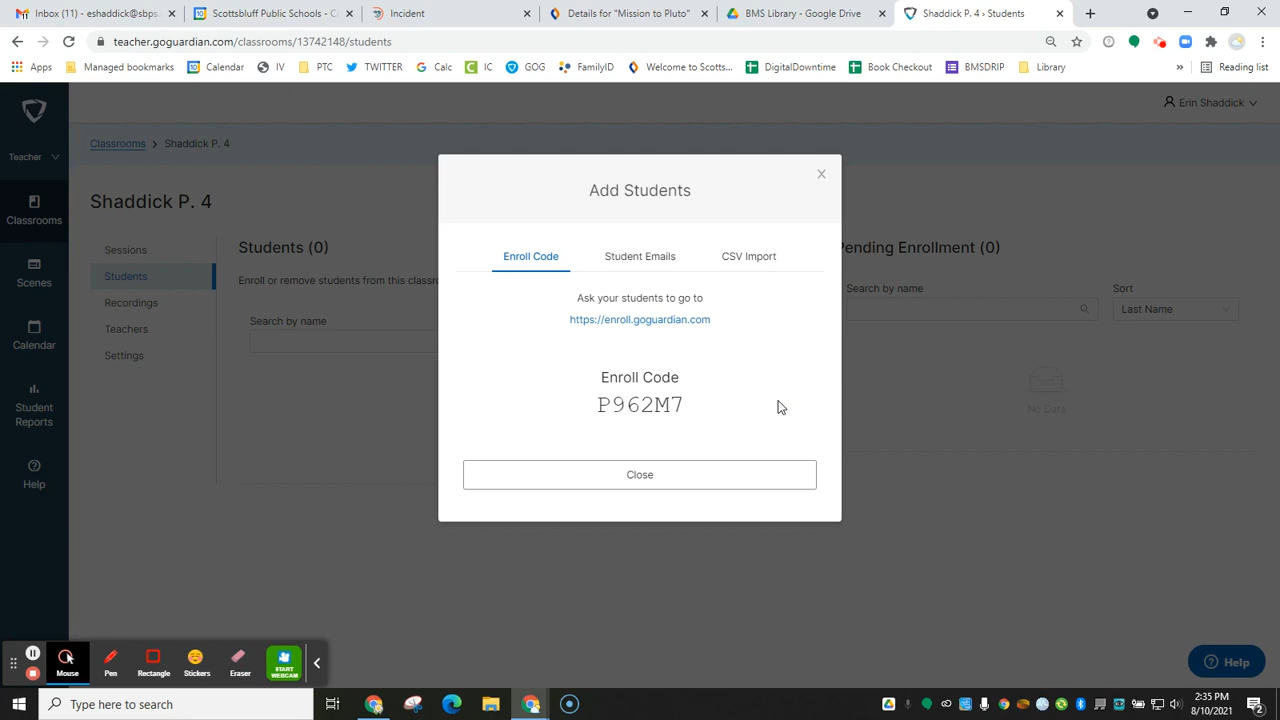 Inbox (11) - eshaddick@sbps
Scottsbluff Public Schools - C
Incident
Details for "Mission to Pluto"
BMS Library - Google Drive
Shaddick P. 4 › Students
teacher.goguardian.com/classrooms/13742148/students
Apps
Managed bookmarks
Calendar
IV
PTC
TWITTER
Calc
IC
GOG
FamilyID
Welcome to Scotts...
DigitalDowntime
Book Checkout
BMSDRIP
Library
»
Reading list
Erin Shaddick
Teacher
Classrooms > Shaddick P. 4
Classrooms
Scenes
Calendar
Student
Reports
Help
Shaddick P. 4
Sessions
Students
Recordings
Teachers
Settings
Students (0)
Enroll or remove students from this classro
Search by name
Add Students
Enroll Code
Student Emails
CSV Import
Ask your students to go to
https://enroll.goguardian.com
Enroll Code
P962M7
Close
Pending Enrollment (0)
Search by name
Sort
Last Name
No Data
Mouse
Pen
Rectangle
Stickers
Eraser
START
WEBCAM
Help
Type here to search
2:35 PM
8/10/2021
2